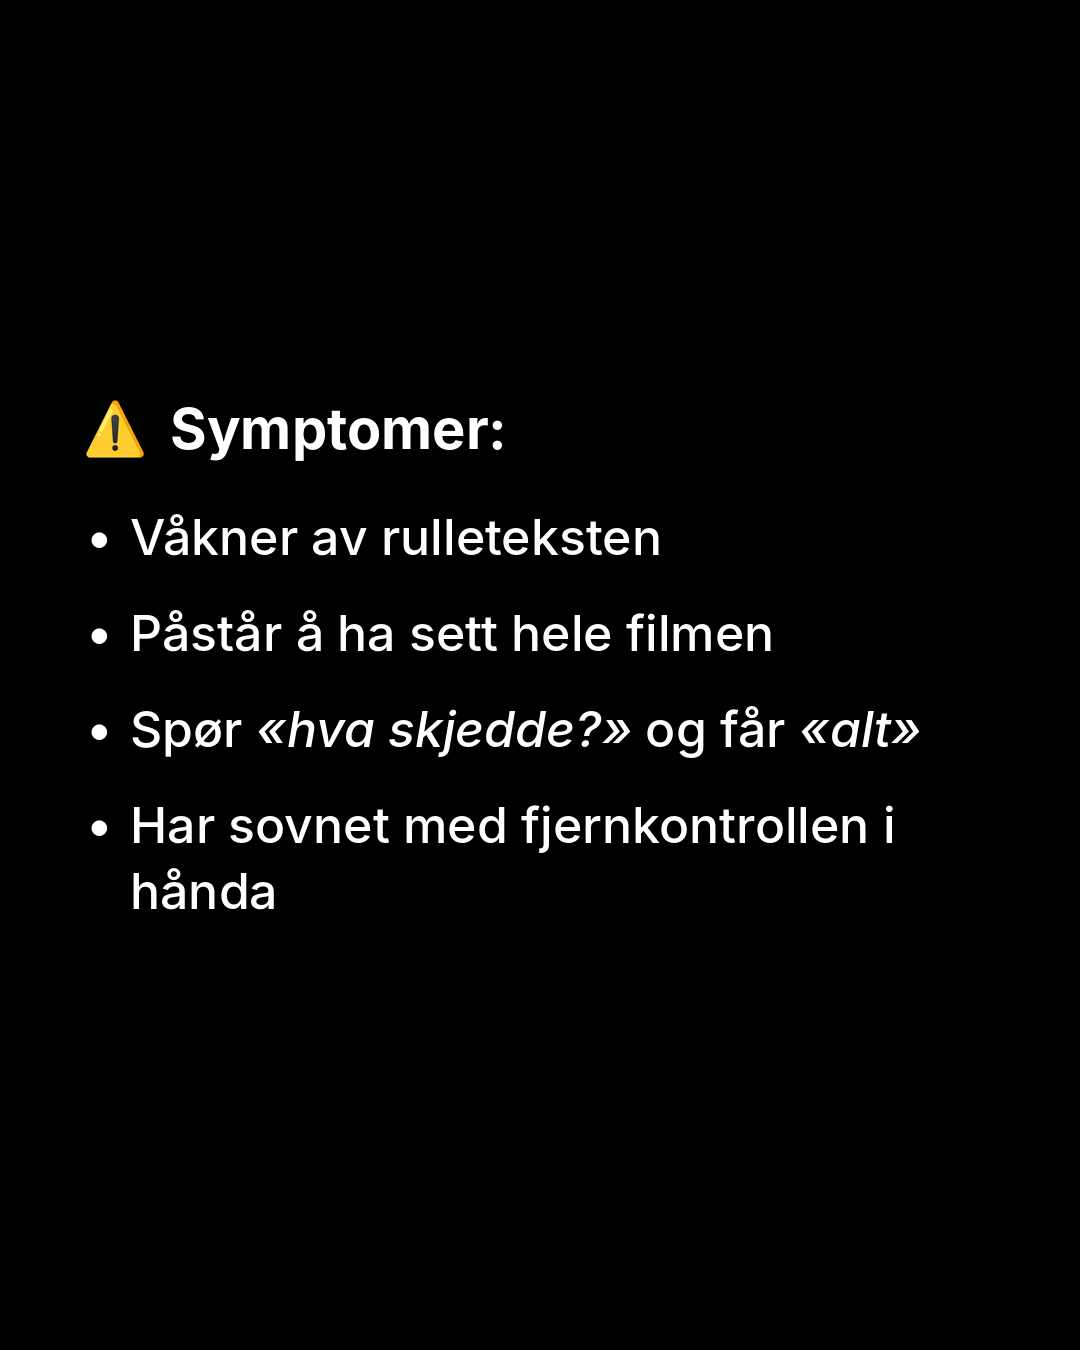 ⚠️ Symptomer:
• Våkner av rulleteksten
• Påstår å ha sett hele filmen
• Spør «hva skjedde?» og får «alt»
• Har sovnet med fjernkontrollen i
hånda